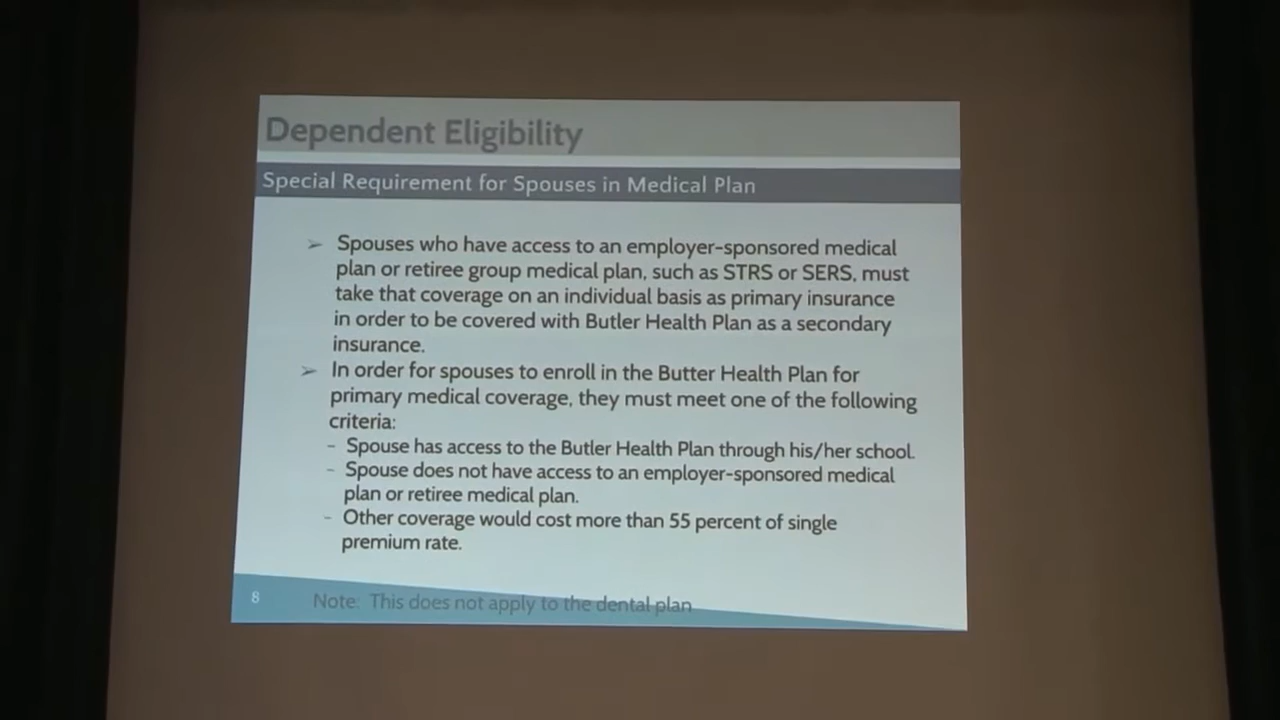 Dependent Eligibility
Special Requirement for Spouses in Medical Plan
➢ Spouses who have access to an employer-sponsored medical
plan or retiree group medical plan, such as STRS or SERS, must
take that coverage on an individual basis as primary insurance
in order to be covered with Butler Health Plan as a secondary
insurance.
➢ In order for spouses to enroll in the Butter Health Plan for
primary medical coverage, they must meet one of the following
criteria:
- Spouse has access to the Butler Health Plan through his/her school.
- Spouse does not have access to an employer-sponsored medical
plan or retiree medical plan.
- Other coverage would cost more than 55 percent of single
premium rate.
8 Note: This does not apply to the dental plan